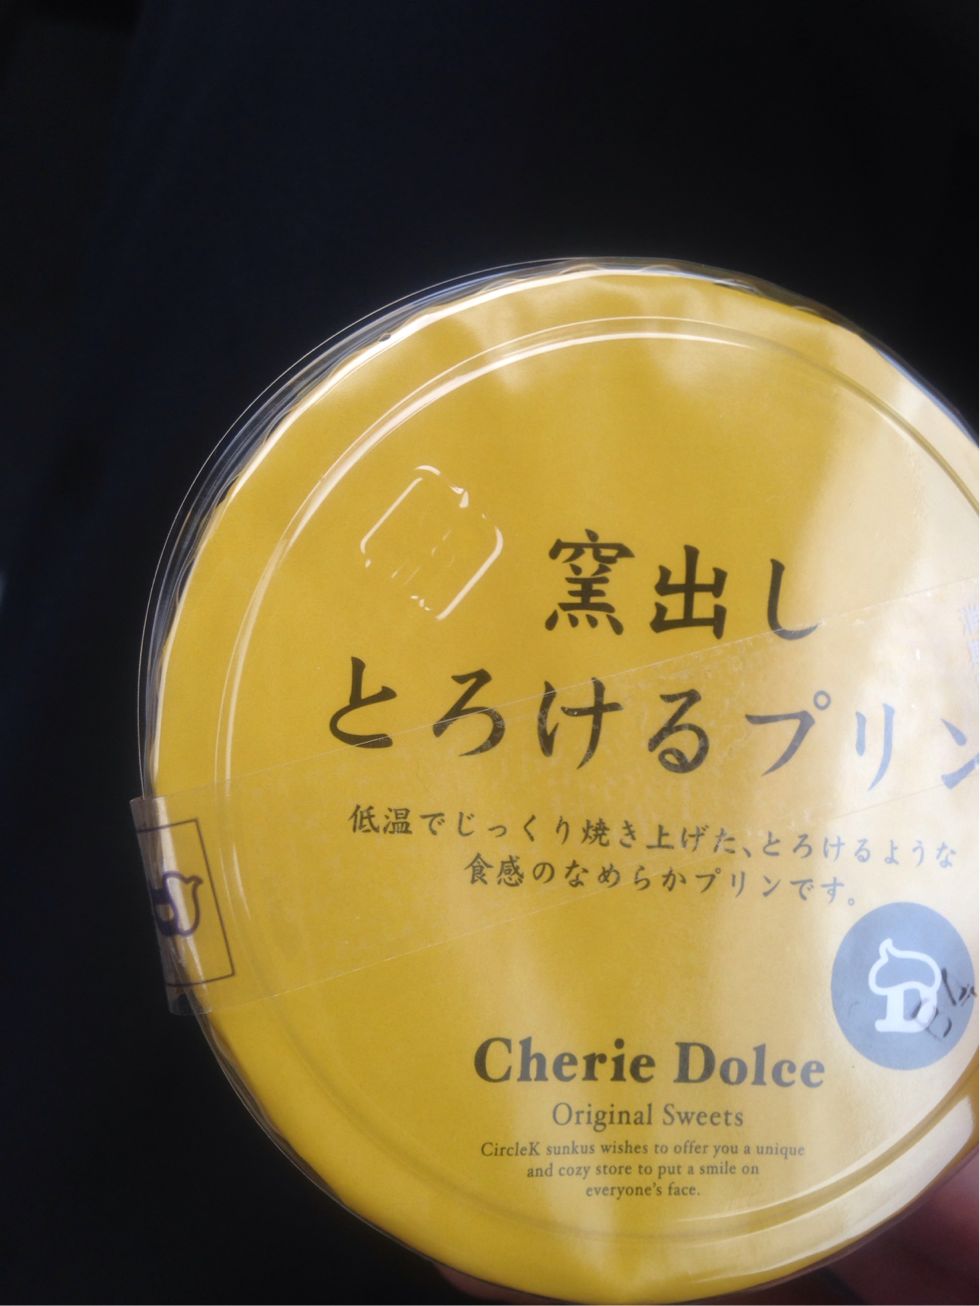 窯出し
とろけるプリン
低温でじっくり焼き上げた、とろけるような
食感のなめらかプリンです。
D
Cherie Dolce
Original Sweets
CircleK sunkus wishes to offer you a unique
and cozy store to put a smile on
everyone's face.